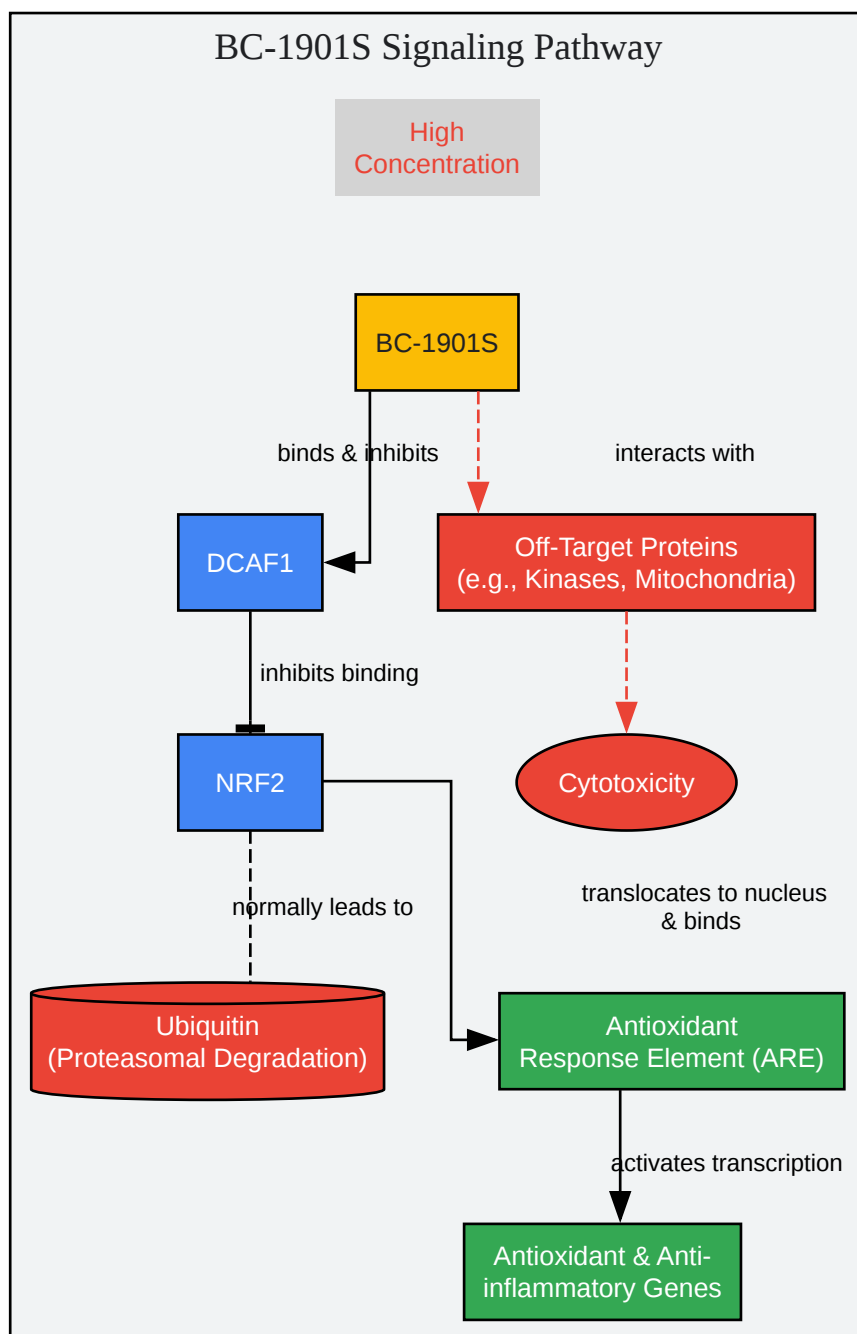 BC-1901S Signaling Pathway
High
Concentration
BC-1901S
binds & inhibits
interacts with
DCAF1
Off-Target Proteins
(e.g., Kinases, Mitochondria)
inhibits binding
NRF2
Cytotoxicity
normally leads to
translocates to nucleus
& binds
Ubiquitin
(Proteasomal Degradation)
Antioxidant
Response Element (ARE)
activates transcription
Antioxidant & Anti-
inflammatory Genes